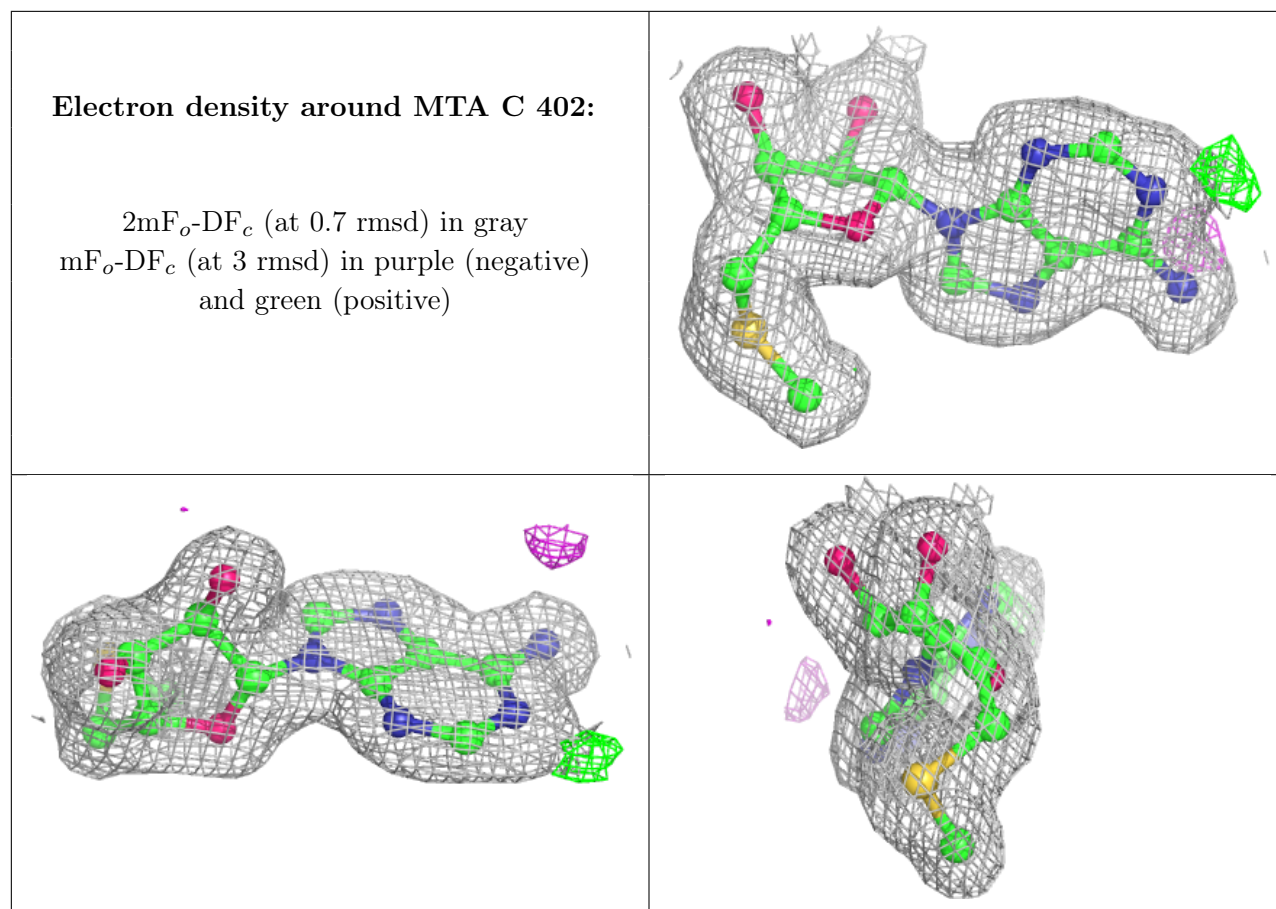 Electron density around MTA C 402:
2mFₒ-DF𝒸 (at 0.7 rmsd) in gray
mFₒ-DF𝒸 (at 3 rmsd) in purple (negative)
and green (positive)